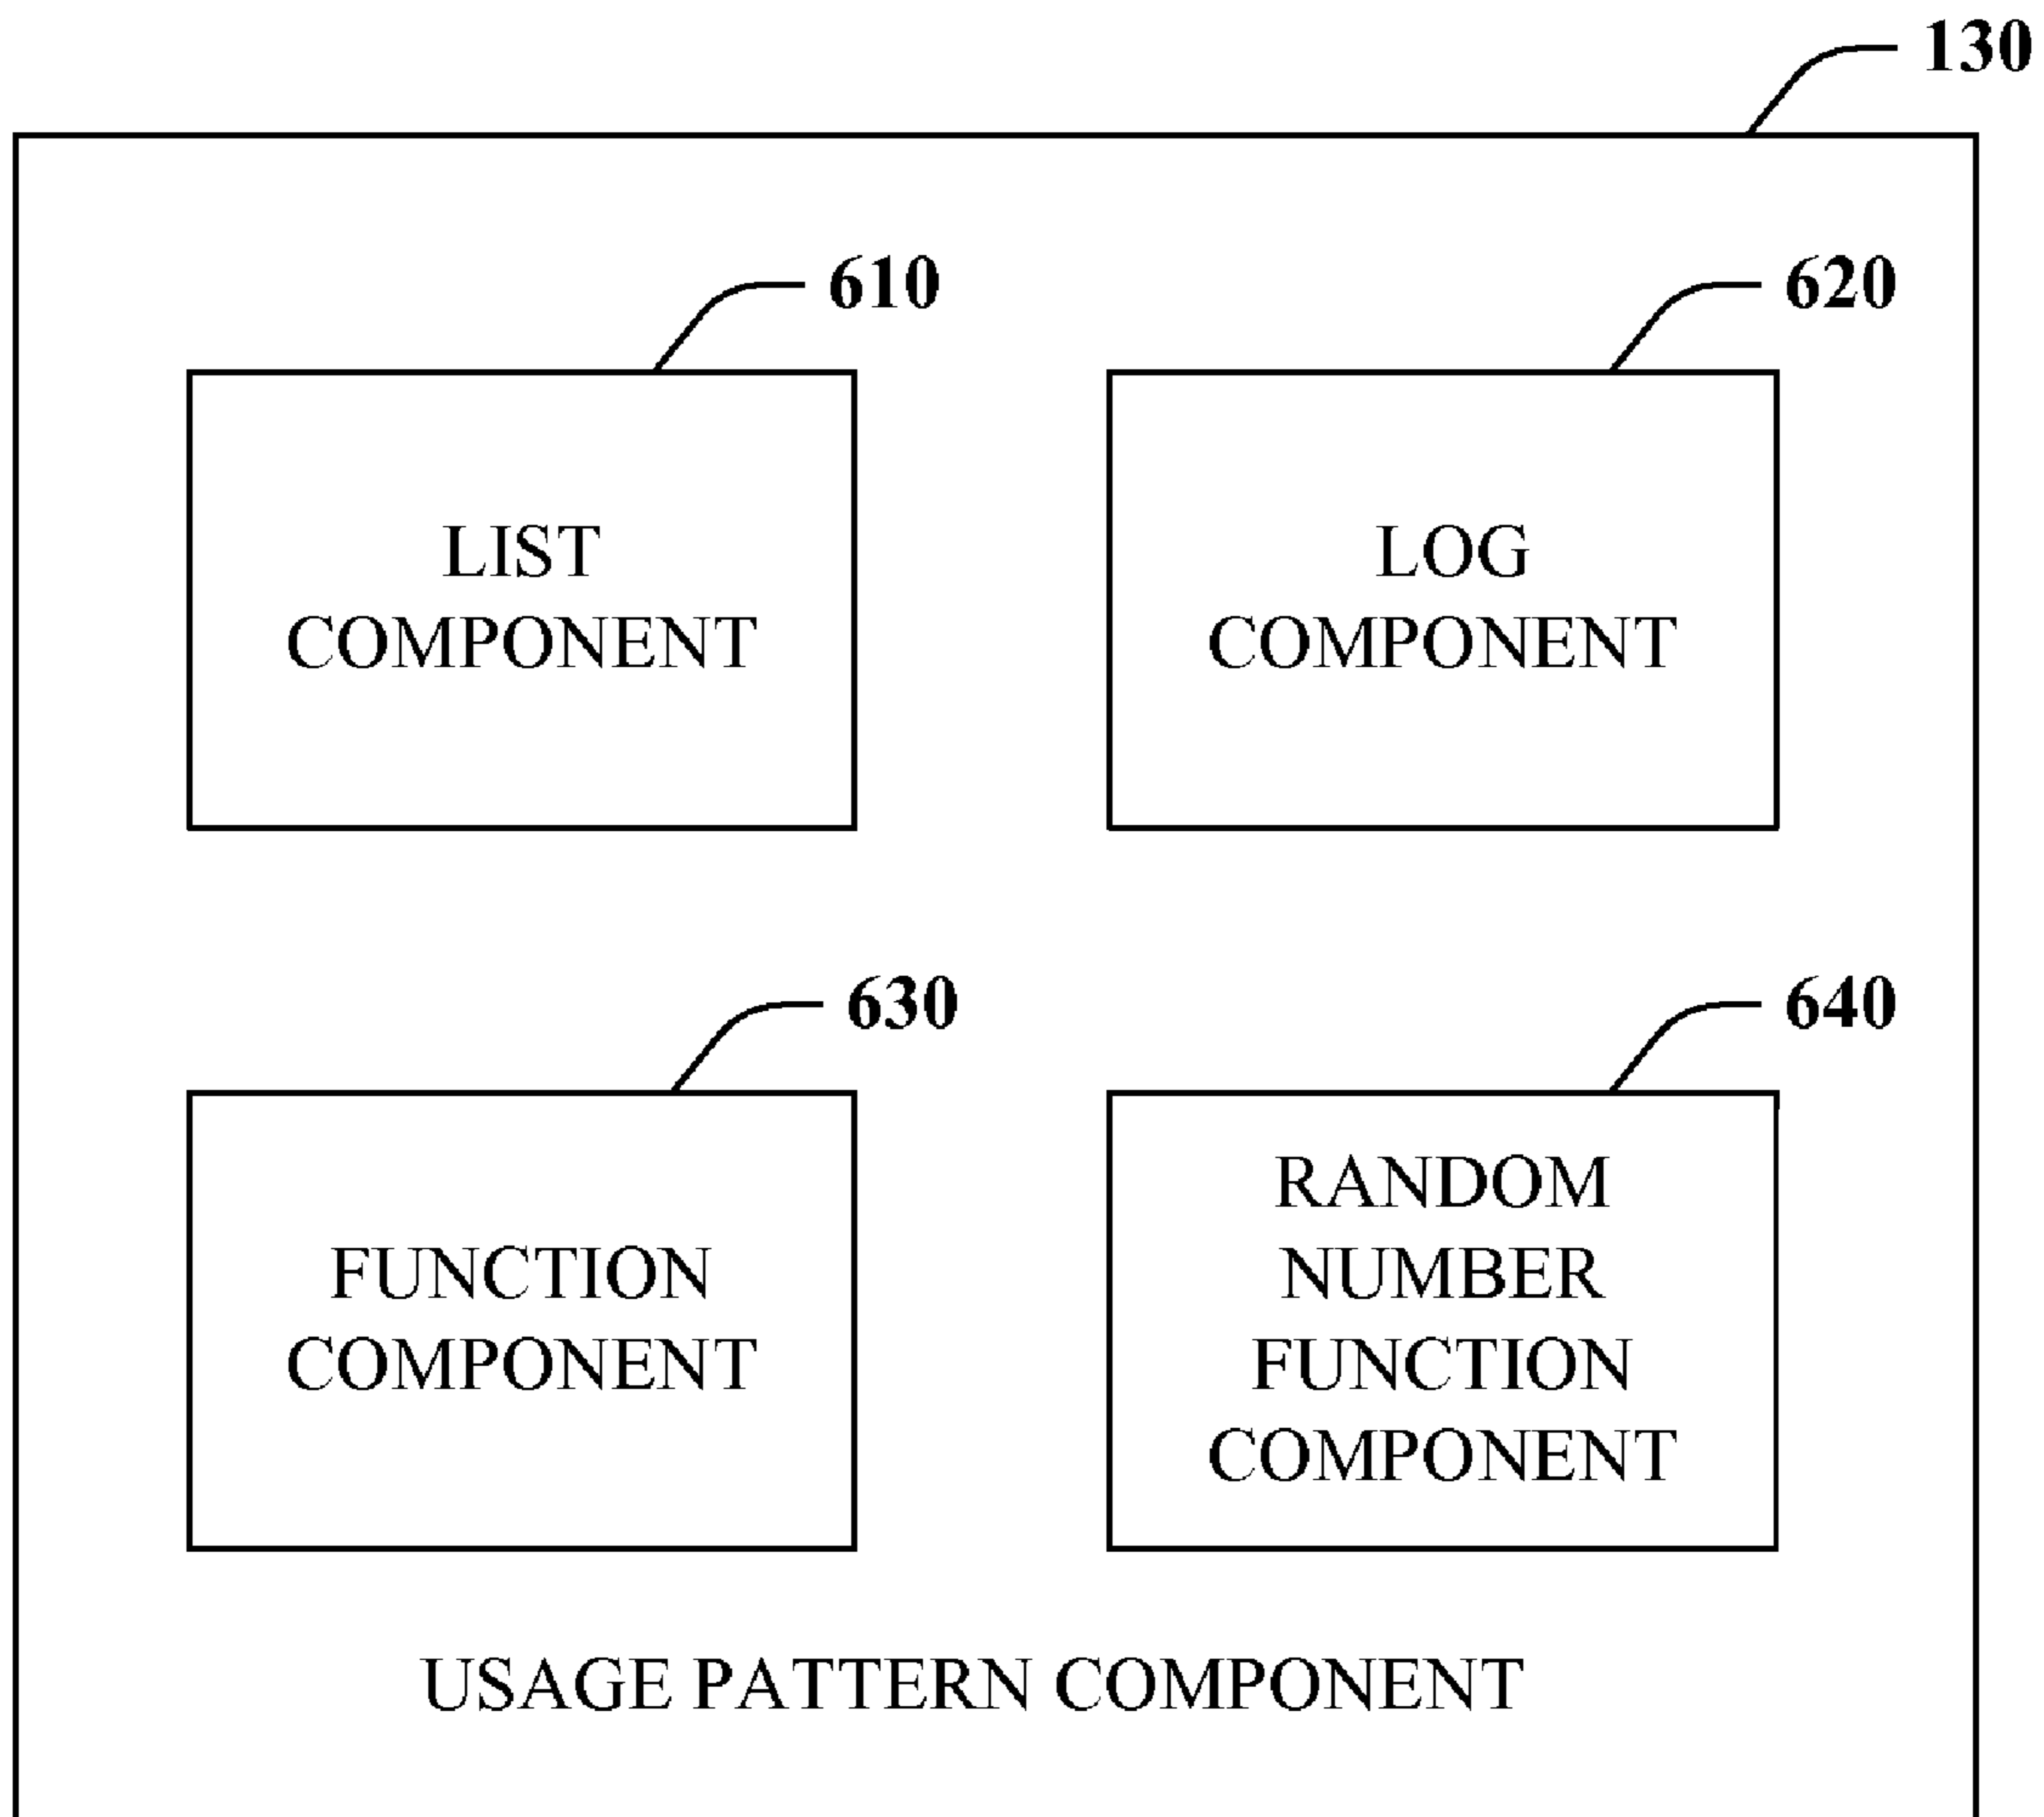 130
610
620
LIST
COMPONENT
LOG
COMPONENT
630
640
FUNCTION
COMPONENT
RANDOM
NUMBER
FUNCTION
COMPONENT
USAGE PATTERN COMPONENT